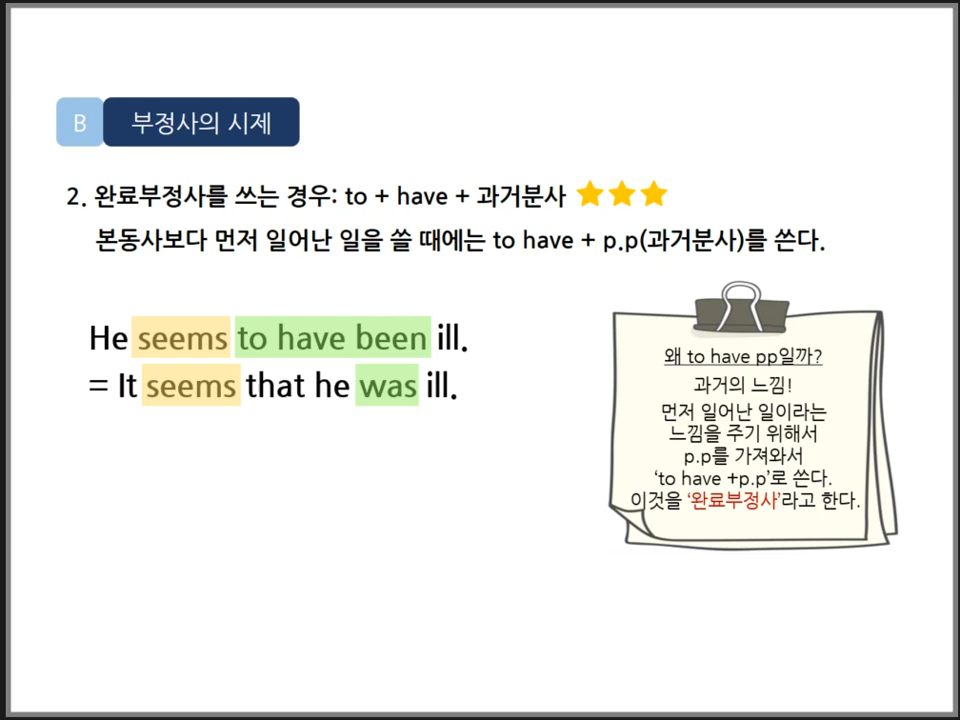 B 부정사의 시제
2. 완료부정사를 쓰는 경우: to + have + 과거분사
본동사보다 먼저 일어난 일을 쓸 때에는 to have + p.p(과거분사)를 쓴다.
He seems to have been ill.
= It seems that he was ill.
왜 to have pp일까?
과거의 느낌!
먼저 일어난 일이라는
느낌을 주기 위해서
p.p를 가져와서
‘to have +p.p’로 쓴다.
이것을 ‘완료부정사’라고 한다.